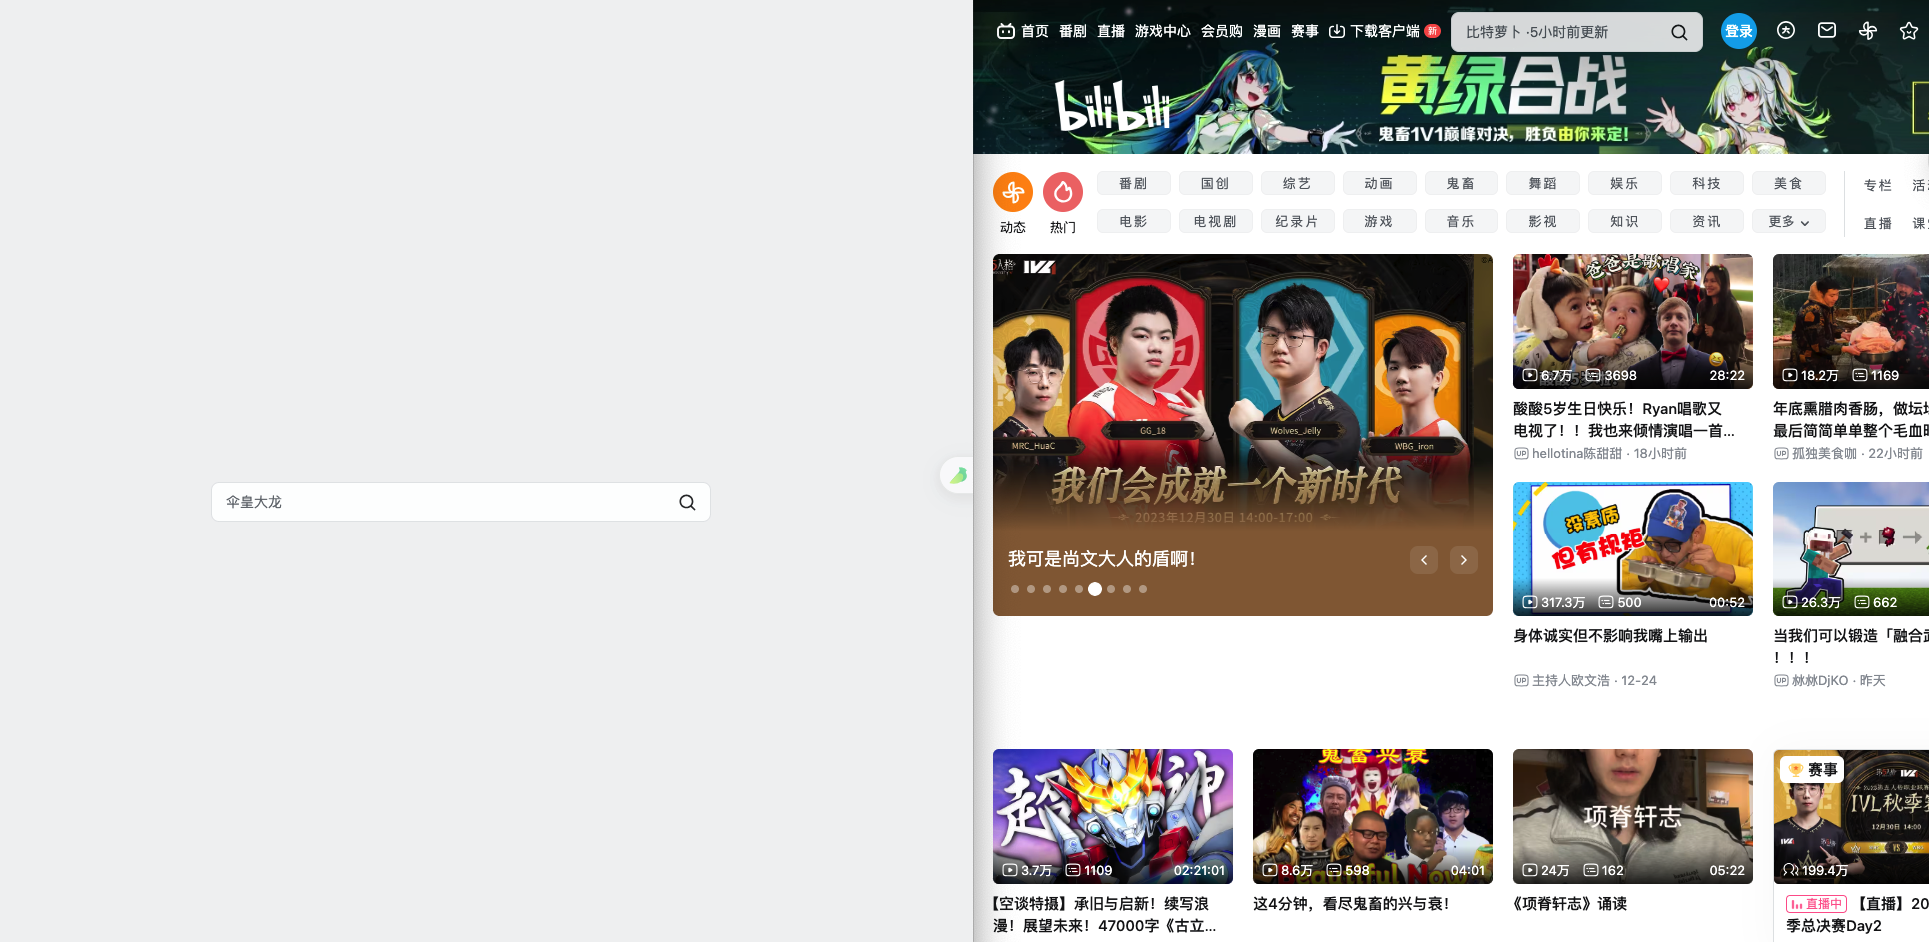 伞皇大龙
首页 番剧 直播 游戏中心 会员购 漫画 赛事 下载客户端 新
比特萝卜 ·5小时前更新
登录
bilibili
黄绿合战
鬼畜1V1巅峰对决，胜负由你来定!
动态
热门
番剧 国创 综艺 动画 鬼畜 舞蹈 娱乐 科技 美食
电影 电视剧 纪录片 游戏 音乐 影视 知识 资讯 更多
专栏
直播
IVL
MRC_HuaC
GG_18
Wolves_Jelly
WBG_iron
我们会成就一个新时代
2023年12月30日 14:00-17:00
我可是尚文大人的盾啊！
爸爸是歌唱家
6.7万 3698 28:22
酸酸5岁生日快乐！Ryan唱歌又
电视了！！我也来倾情演唱一首...
UP hellotina陈甜甜 · 18小时前
18.2万 1169
年底熏腊肉香肠，做坛
最后简简单单整个毛血
UP 孤独美食咖 · 22小时前
没素质
但有规矩
317.3万 500 00:52
身体诚实但不影响我嘴上输出
UP 主持人欧文浩 · 12-24
26.3万 662
当我们可以锻造「融合
！！！
UP 沝沝DjKO · 昨天
超神
3.7万 1109 02:21:01
【空谈特摄】承旧与启新！续写浪
漫！展望未来！47000字《古立...
鬼畜兴衰
Beautiful Now
8.6万 598 04:01
这4分钟，看尽鬼畜的兴与衰！
项脊轩志
24万 162 05:22
《项脊轩志》诵读
赛事
IVL秋季
12月30日 14:00
VS
199.4万
直播中 【直播】20
季总决赛Day2